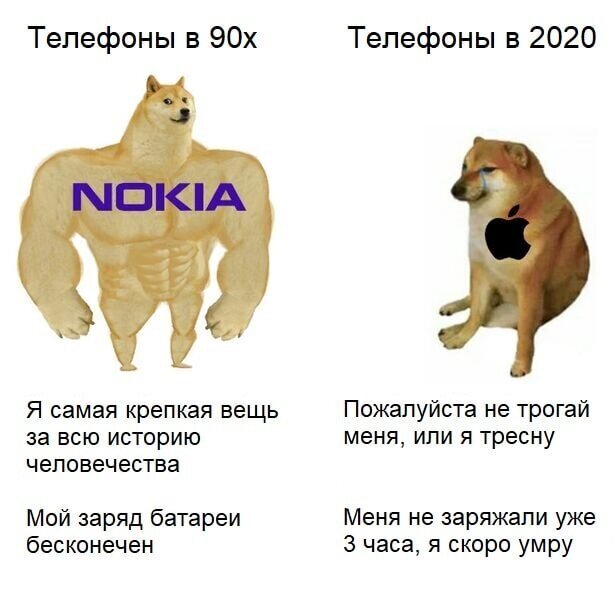 Телефоны в 90х
Телефоны в 2020
NOKIA
Я самая крепкая вещь
за всю историю
человечества
Мой заряд батареи
бесконечен
Пожалуйста не трогай
меня, или я тресну
Меня не заряжали уже
3 часа, я скоро умру